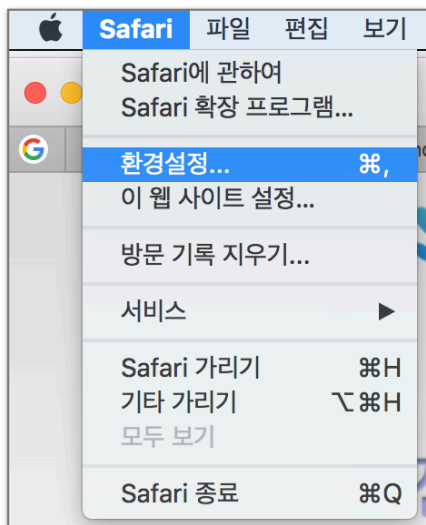 Safari 파일 편집 보기
Safari에 관하여
Safari 확장 프로그램...
환경설정... ⌘,
이 웹 사이트 설정...
방문 기록 지우기...
서비스 ▶
Safari 가리기 ⌘H
기타 가리기 ⌥⌘H
모두 보기
Safari 종료 ⌘Q